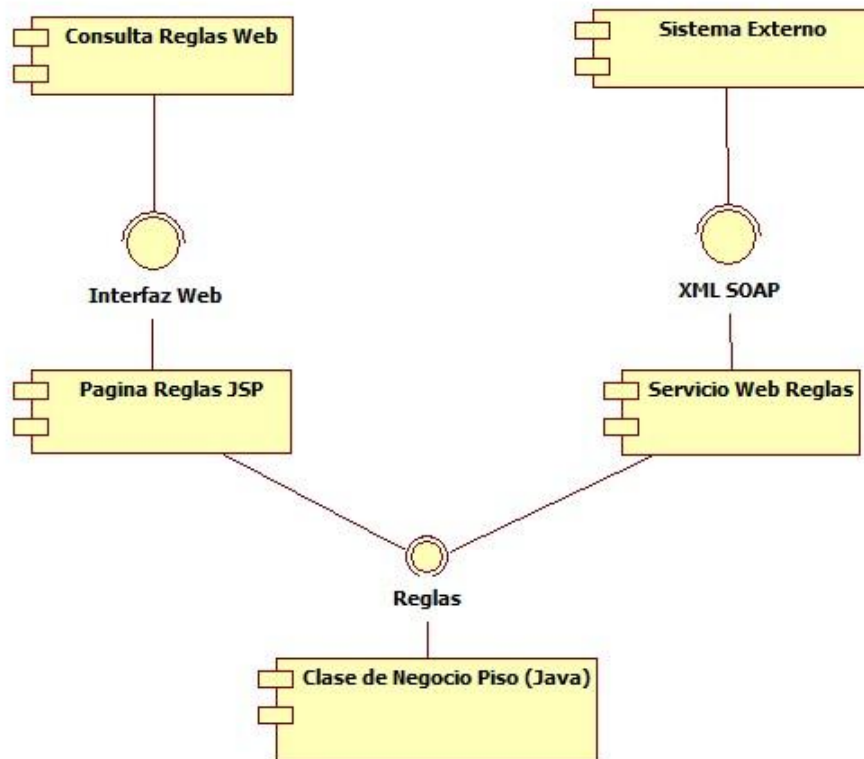 Consulta Reglas Web
Sistema Externo
Interfaz Web
XML SOAP
Pagina Reglas JSP
Servicio Web Reglas
Reglas
Clase de Negocio Piso (Java)